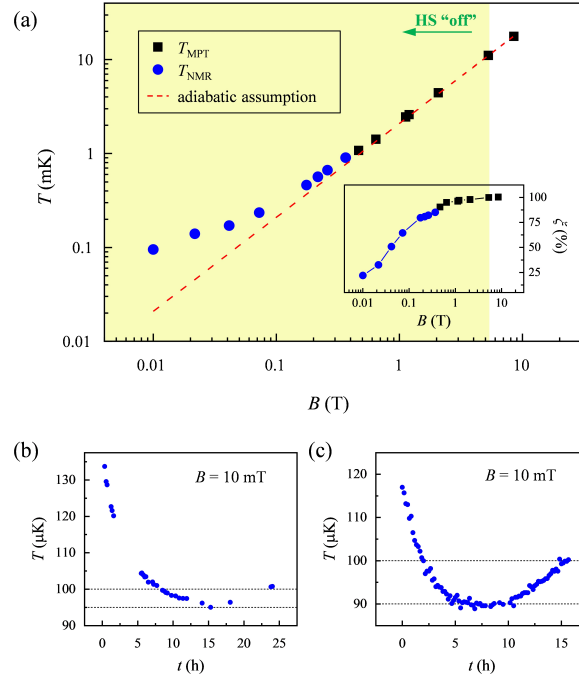 (a)
HS “off”
T_MPT
T_NMR
adiabatic assumption
T (mK)
10
1
0.1
0.01
0.01 0.1 1 10
B (T)
100
75
50
25
ξ (%)
0.01 0.1 1 10
B (T)
(b)
B = 10 mT
T (μK)
130
120
110
100
90
0 5 10 15 20 25
t (h)
(c)
B = 10 mT
T (μK)
120
110
100
90
0 5 10 15
t (h)